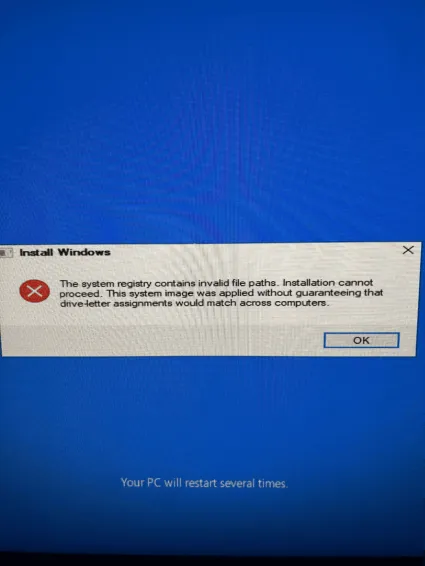 Install Windows
The system registry contains invalid file paths. Installation cannot
proceed. This system image was applied without guaranteeing that
drive-letter assignments would match across computers.
OK
Your PC will restart several times.